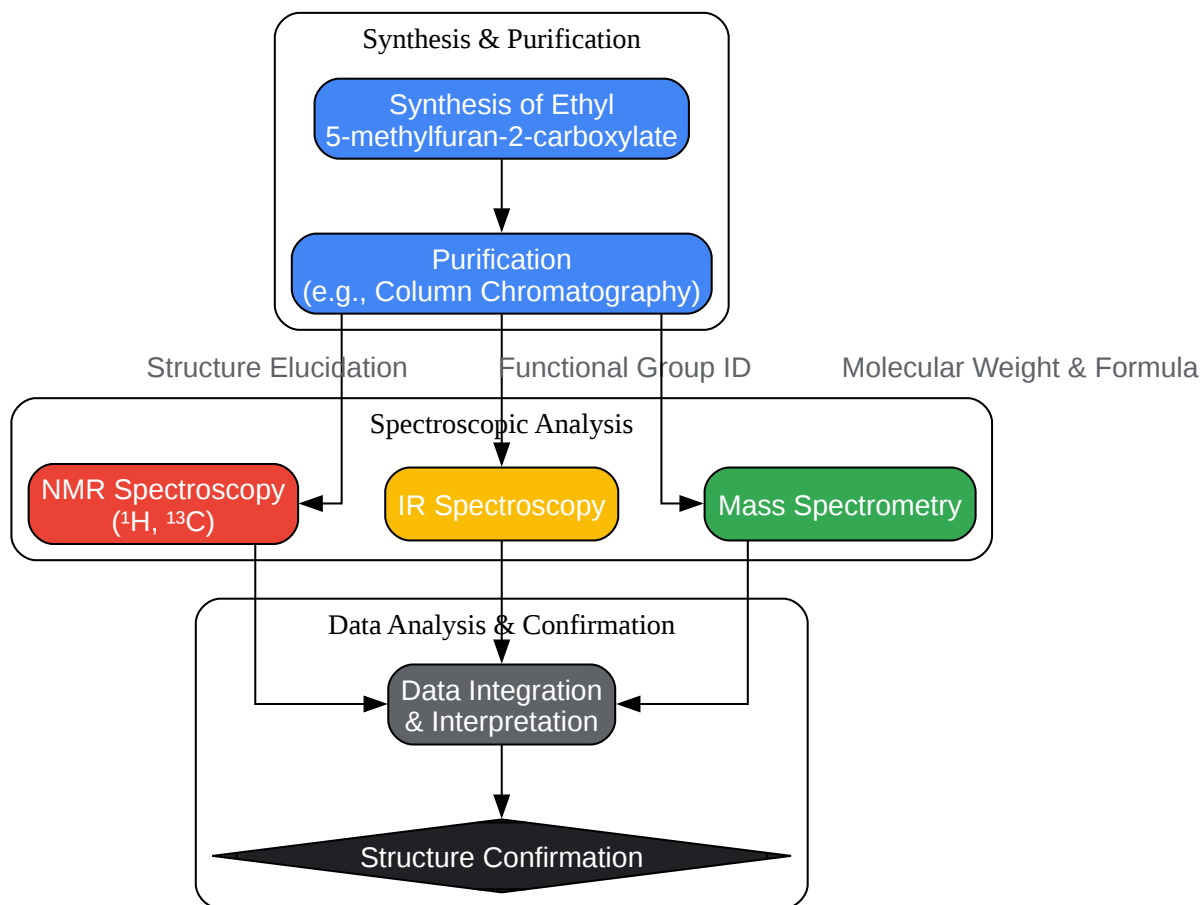 Synthesis & Purification
Synthesis of Ethyl
5-methylfuran-2-carboxylate
Purification
(e.g., Column Chromatography)
Structure Elucidation
Functional Group ID
Molecular Weight & Formula
Spectroscopic Analysis
NMR Spectroscopy
(¹H, ¹³C)
IR Spectroscopy
Mass Spectrometry
Data Analysis & Confirmation
Data Integration
& Interpretation
Structure Confirmation